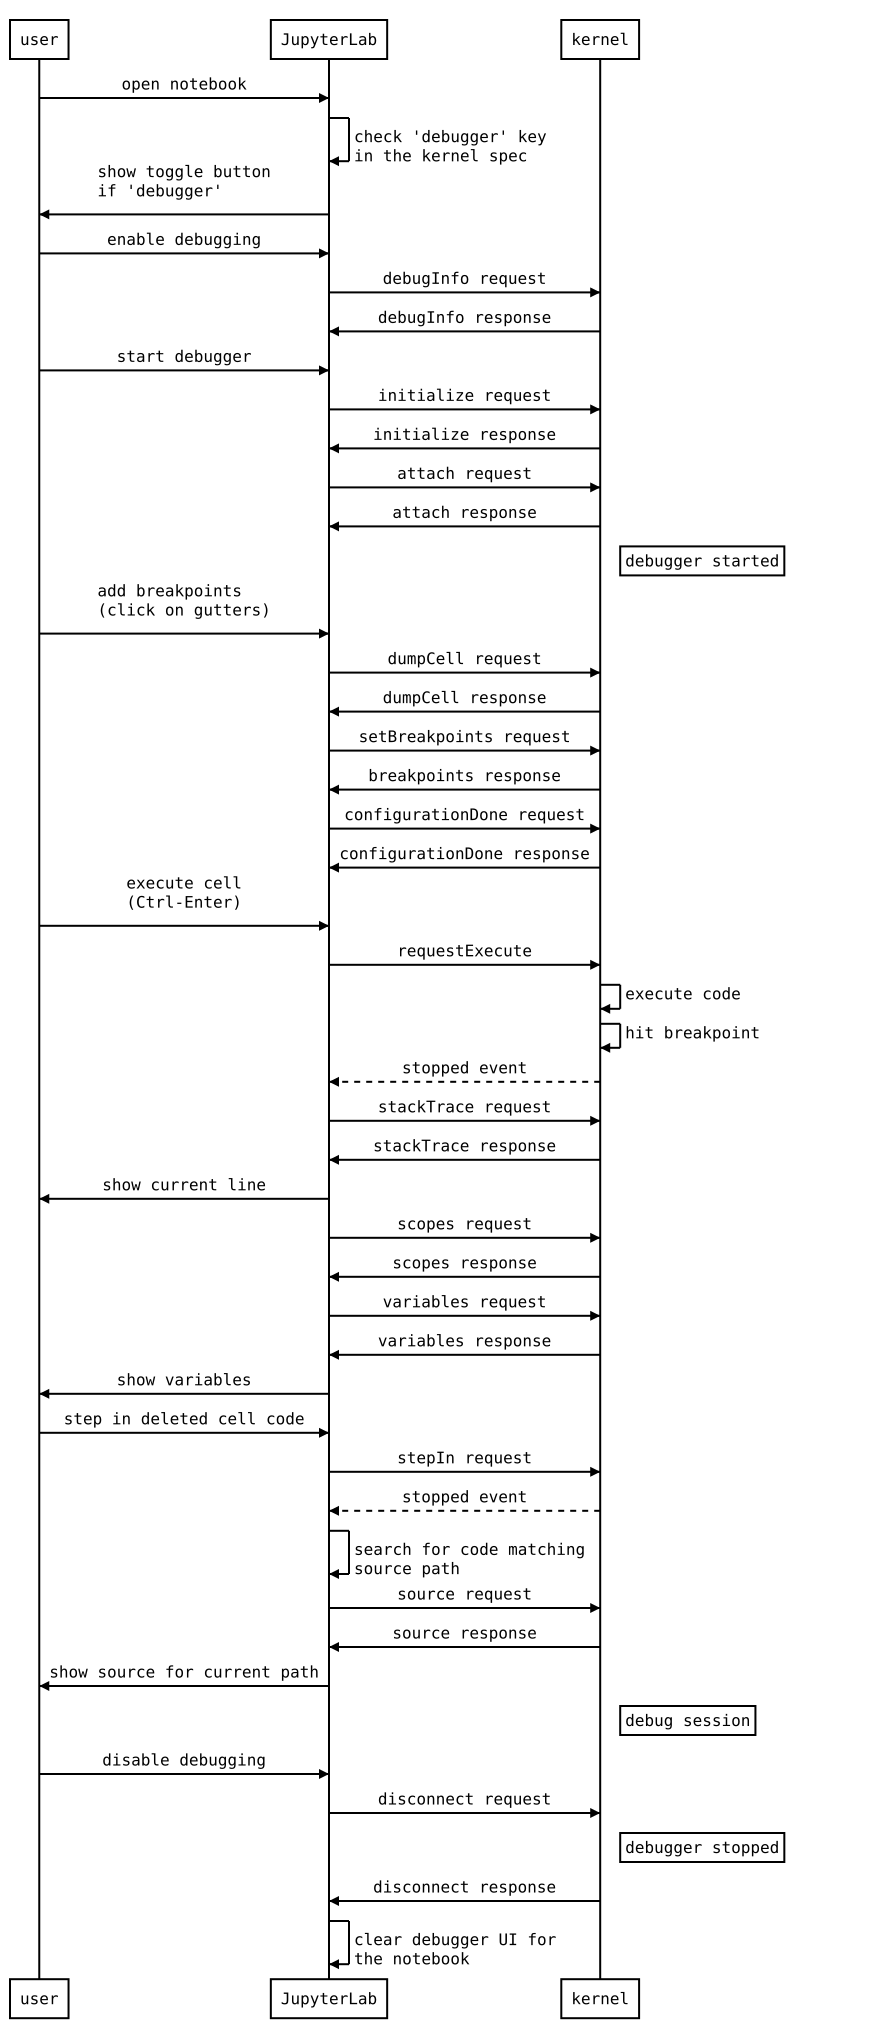 user
JupyterLab
kernel
open notebook
check 'debugger' key
in the kernel spec
show toggle button
if 'debugger'
enable debugging
debugInfo request
debugInfo response
start debugger
initialize request
initialize response
attach request
attach response
debugger started
add breakpoints
(click on gutters)
dumpCell request
dumpCell response
setBreakpoints request
breakpoints response
configurationDone request
configurationDone response
execute cell
(Ctrl-Enter)
requestExecute
execute code
hit breakpoint
stopped event
stackTrace request
stackTrace response
show current line
scopes request
scopes response
variables request
variables response
show variables
step in deleted cell code
stepIn request
stopped event
search for code matching
source path
source request
source response
show source for current path
debug session
disable debugging
disconnect request
debugger stopped
disconnect response
clear debugger UI for
the notebook
user
JupyterLab
kernel